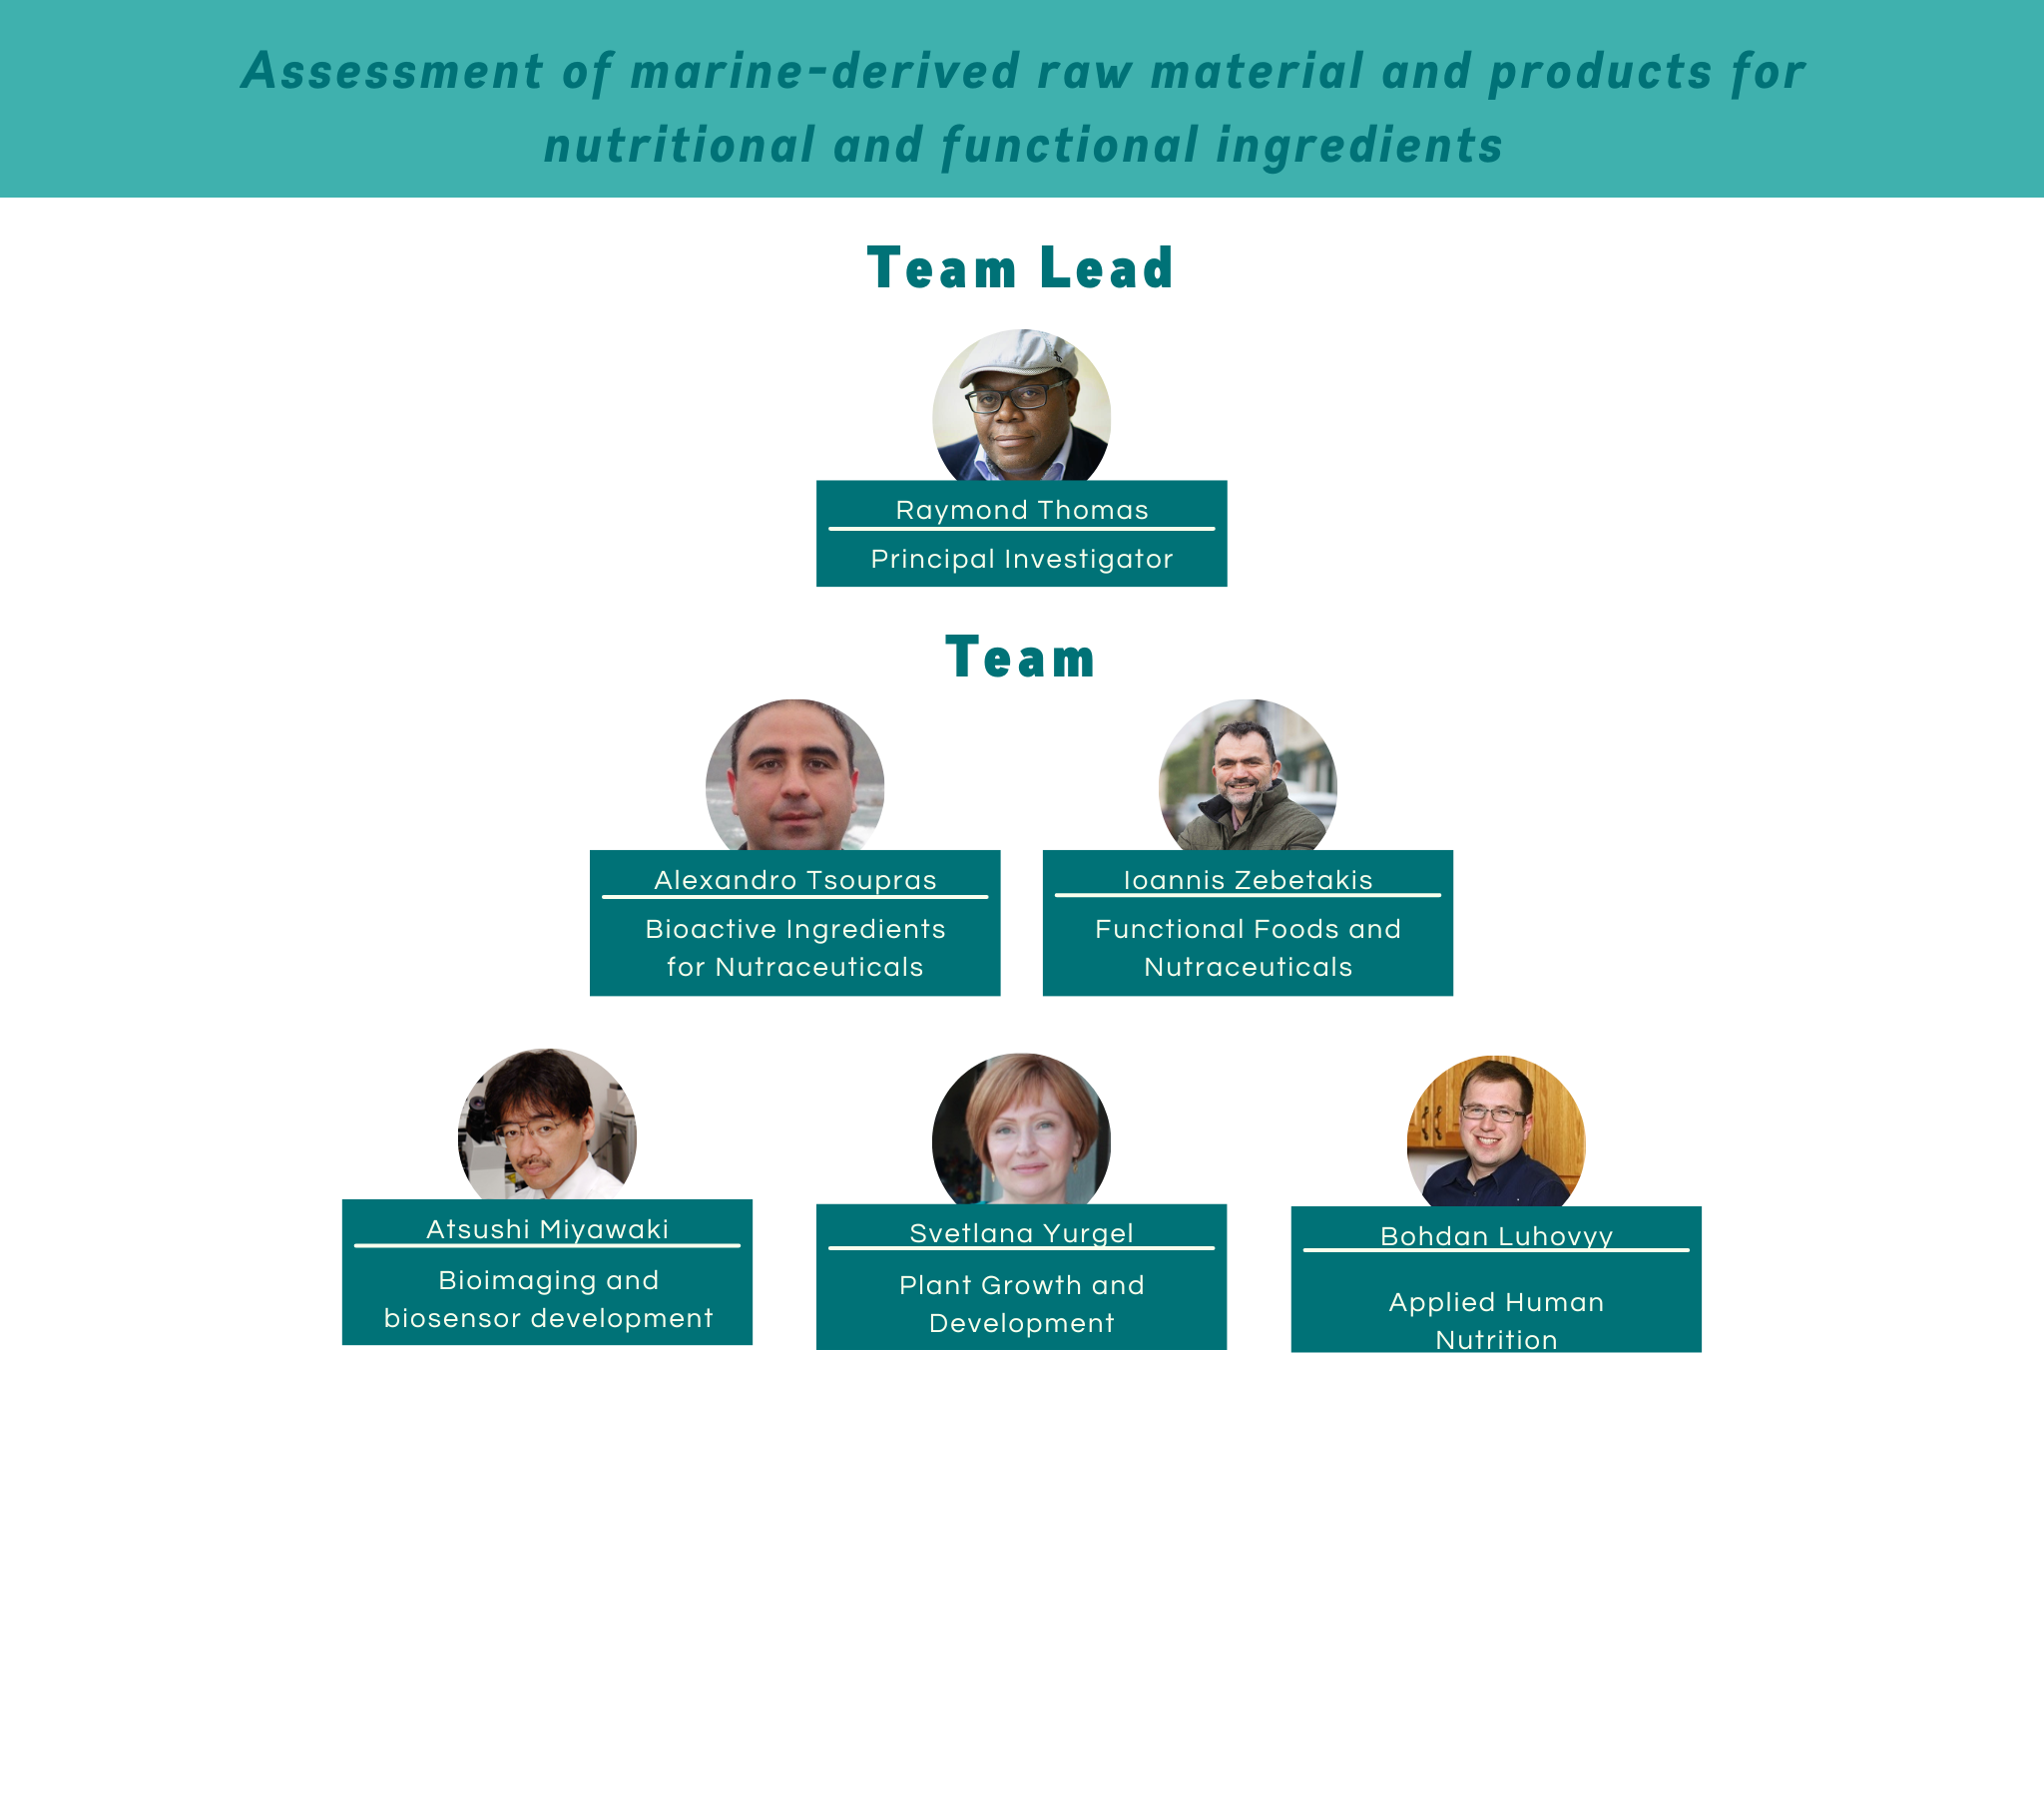 Assessment of marine-derived raw material and products for
nutritional and functional ingredients
Team Lead
Raymond Thomas
Principal Investigator
Team
Alexandro Tsoupras
Bioactive Ingredients
for Nutraceuticals
Ioannis Zebetakis
Functional Foods and
Nutraceuticals
Atsushi Miyawaki
Bioimaging and
biosensor development
Svetlana Yurgel
Plant Growth and
Development
Bohdan Luhovyy
Applied Human
Nutrition